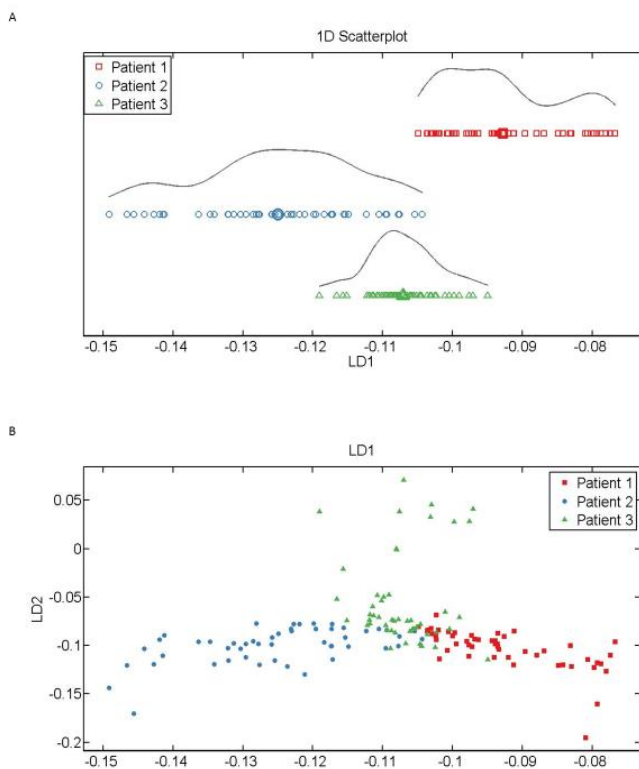 A
1D Scatterplot
Patient 1
Patient 2
Patient 3
-0.15 -0.14 -0.13 -0.12 -0.11 -0.1 -0.09 -0.08
LD1
B
LD1
Patient 1
Patient 2
Patient 3
0.05
0
-0.05
-0.1
-0.15
-0.2
LD2
-0.15 -0.14 -0.13 -0.12 -0.11 -0.1 -0.09 -0.08